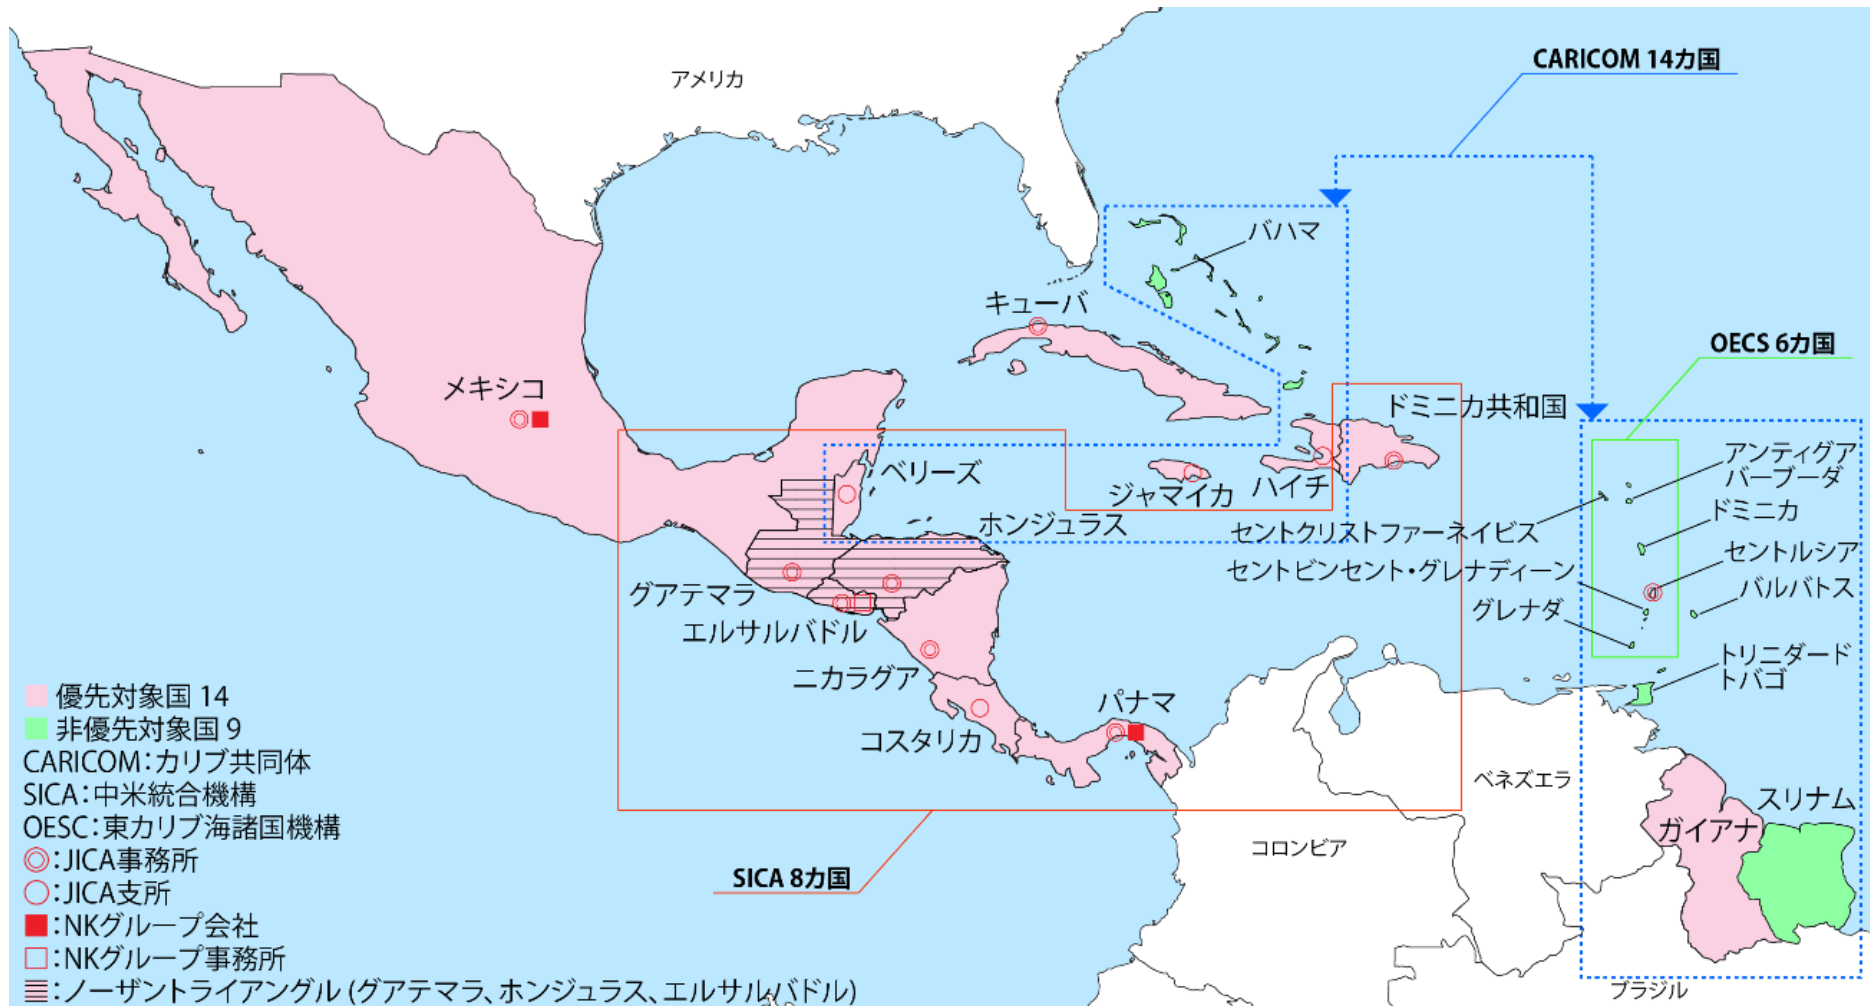 アメリカ
CARICOM 14カ国
バハマ
キューバ
OECS 6カ国
メキシコ
ドミニカ共和国
アンティグア
バーブーダ
ベリーズ
ジャマイカ
ハイチ
ドミニカ
ホンジュラス
セントクリストファーネイビス
セントルシア
セントビンセント・グレナディーン
バルバトス
グアテマラ
グレナダ
エルサルバドル
トリニダード
トバゴ
ニカラグア
パナマ
コスタリカ
ベネズエラ
スリナム
ガイアナ
コロンビア
SICA 8カ国
ブラジル
優先対象国 14
非優先対象国 9
CARICOM:カリブ共同体
SICA:中米統合機構
OESC:東カリブ海諸国機構
:JICA事務所
:JICA支所
:NKグループ会社
:NKグループ事務所
:ノーザントライアングル (グアテマラ、ホンジュラス、エルサルバドル)